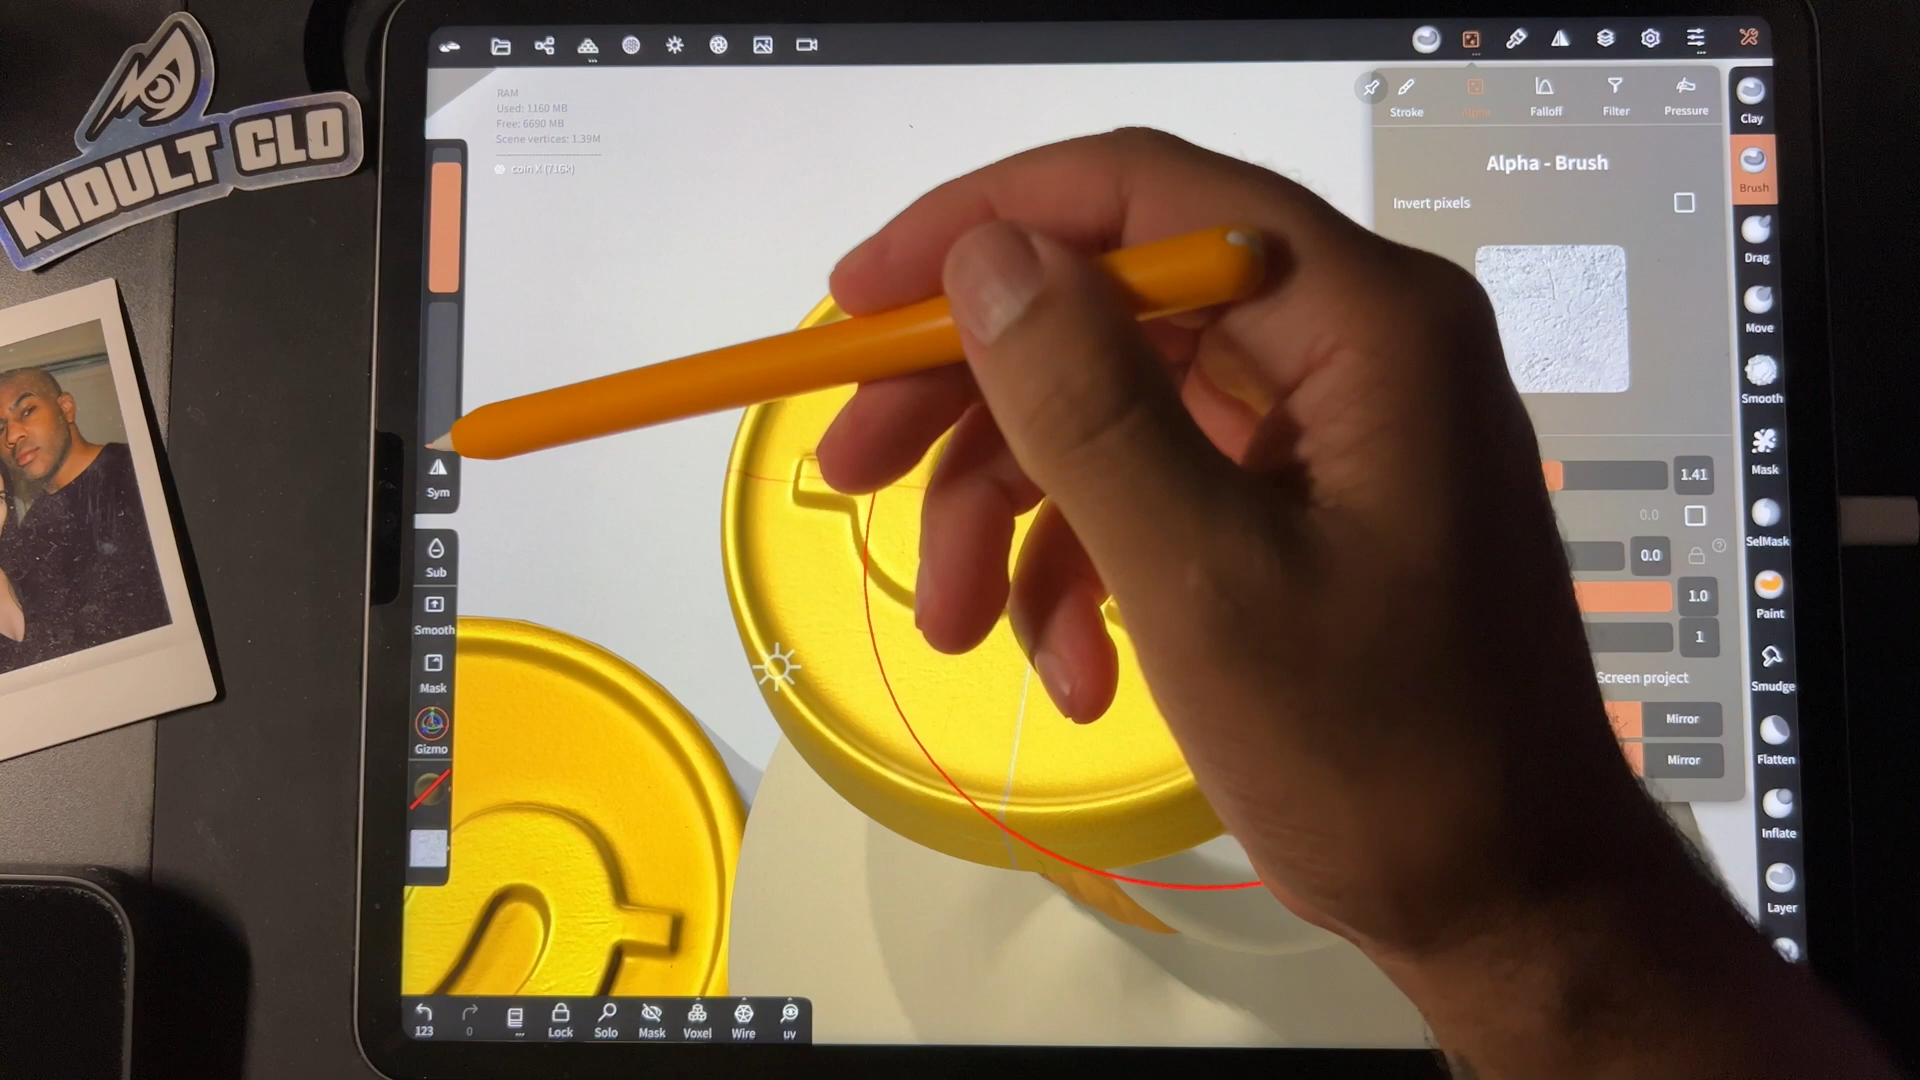 KIDULT CLO
RAM
Used: 1160 MB
Free: 6690 MB
Scene vertices: 1.39M
coin X (716k)
Sym
Sub
Smooth
Mask
Gizmo
123
0
Lock
Solo
Mask
Voxel
Wire
uv
Stroke
Alpha
Falloff
Filter
Pressure
Alpha - Brush
Invert pixels
1.41
0.0
0.0
1.0
1
Screen project
Mirror
Mirror
Clay
Brush
Drag
Move
Smooth
Mask
SelMask
Paint
Smudge
Flatten
Inflate
Layer